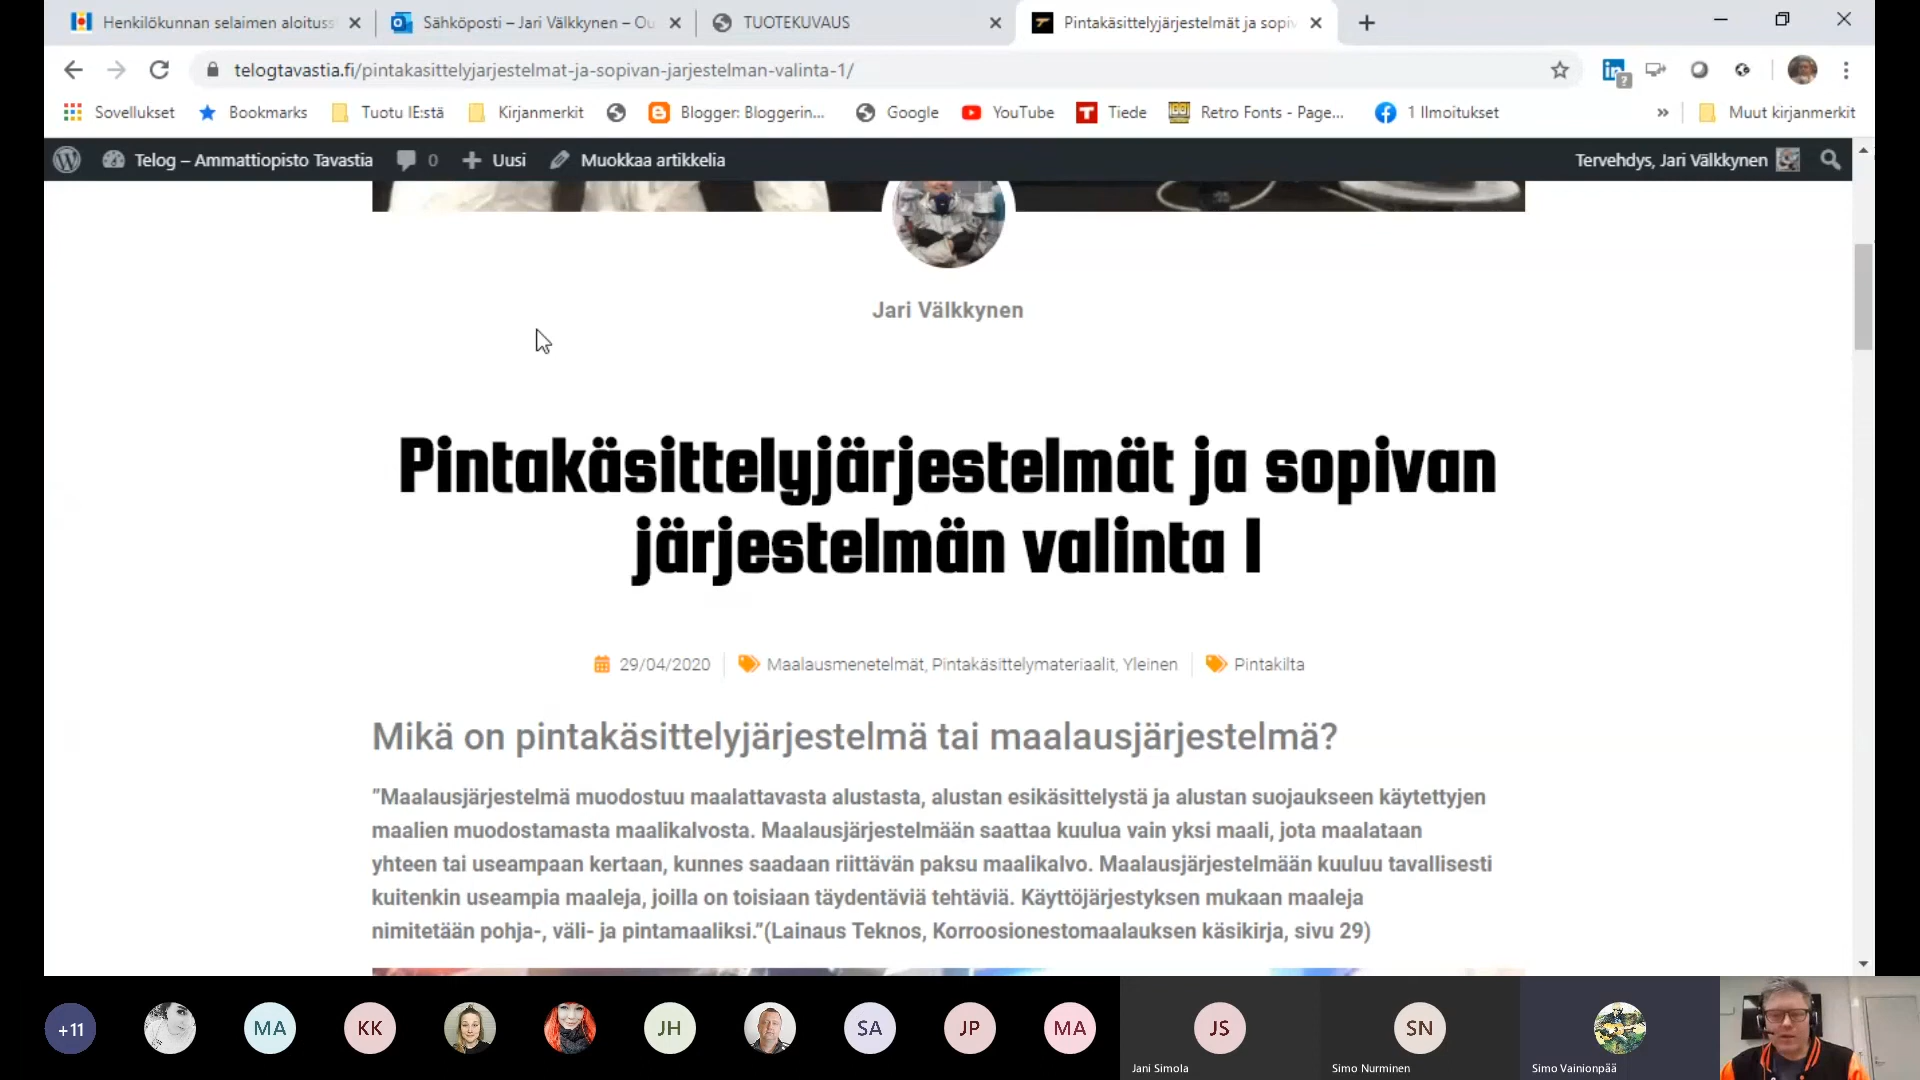 Henkilökunnan selaimen aloituss
Sähköposti – Jari Välkkynen – Ou
TUOTEKUVAUS
Pintakäsittelyjärjestelmät ja sopiv
telogtavastia.fi/pintakasittelyjarjestelmat-ja-sopivan-jarjestelman-valinta-1/
Sovellukset
Bookmarks
Tuotu IE:stä
Kirjanmerkit
Blogger: Bloggerin...
Google
YouTube
Tiede
Retro Fonts - Page...
1 Ilmoitukset
»
Muut kirjanmerkit
Telog – Ammattiopisto Tavastia
0
Uusi
Muokkaa artikkelia
Tervehdys, Jari Välkkynen
Jari Välkkynen
Pintakäsittelyjärjestelmät ja sopivan
järjestelmän valinta I
29/04/2020
Maalausmenetelmät, Pintakäsittelymateriaalit, Yleinen
Pintakilta
Mikä on pintakäsittelyjärjestelmä tai maalausjärjestelmä?
”Maalausjärjestelmä muodostuu maalattavasta alustasta, alustan esikäsittelystä ja alustan suojaukseen käytettyjen
maalien muodostamasta maalikalvosta. Maalausjärjestelmään saattaa kuulua vain yksi maali, jota maalataan
yhteen tai useampaan kertaan, kunnes saadaan riittävän paksu maalikalvo. Maalausjärjestelmään kuuluu tavallisesti
kuitenkin useampia maaleja, joilla on toisiaan täydentäviä tehtäviä. Käyttöjärjestyksen mukaan maaleja
nimitetään pohja-, väli- ja pintamaaliksi.”(Lainaus Teknos, Korroosionestomaalauksen käsikirja, sivu 29)
+11
MA
KK
JH
SA
JP
MA
JS
SN
Jani Simola
Simo Nurminen
Simo Vainionpää